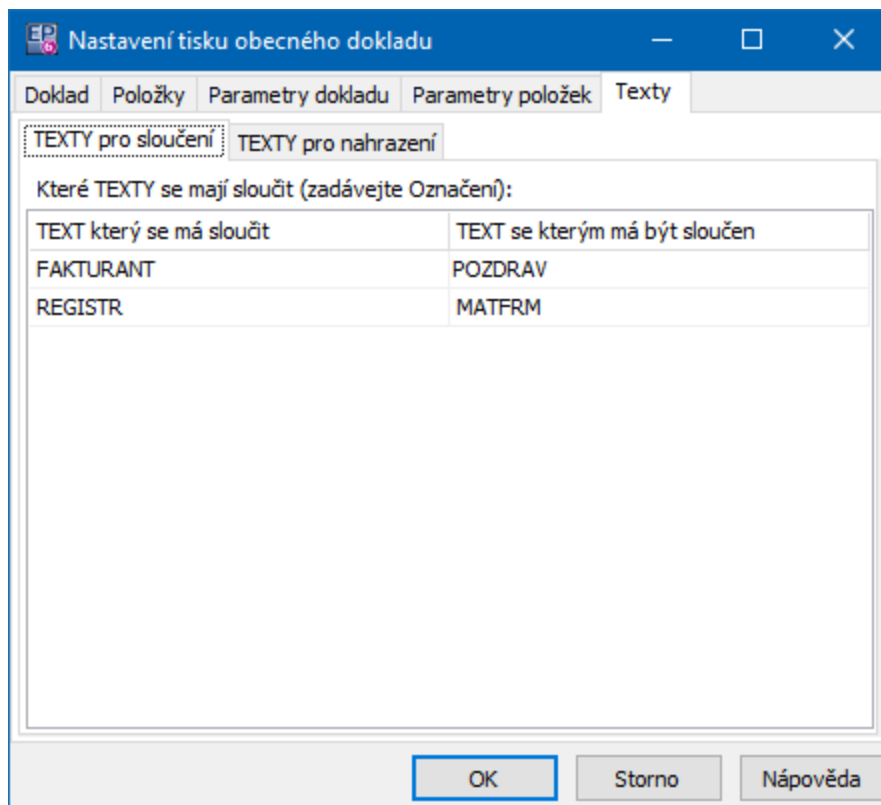 EP 6 Nastavení tisku obecného dokladu
Doklad Položky Parametry dokladu Parametry položek Texty
TEXTY pro sloučení TEXTY pro nahrazení
Které TEXTY se mají sloučit (zadávejte Označení):
TEXT který se má sloučit TEXT se kterým má být sloučen
FAKTURANT POZDRAV
REGISTR MATFRM
OK Storno Nápověda